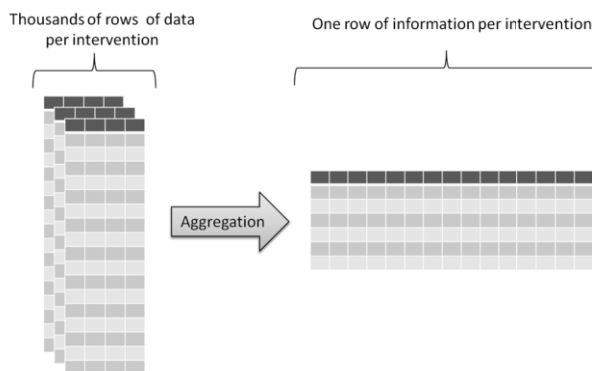 Thousands of rows of data
per intervention
One row of information per intervention
Aggregation